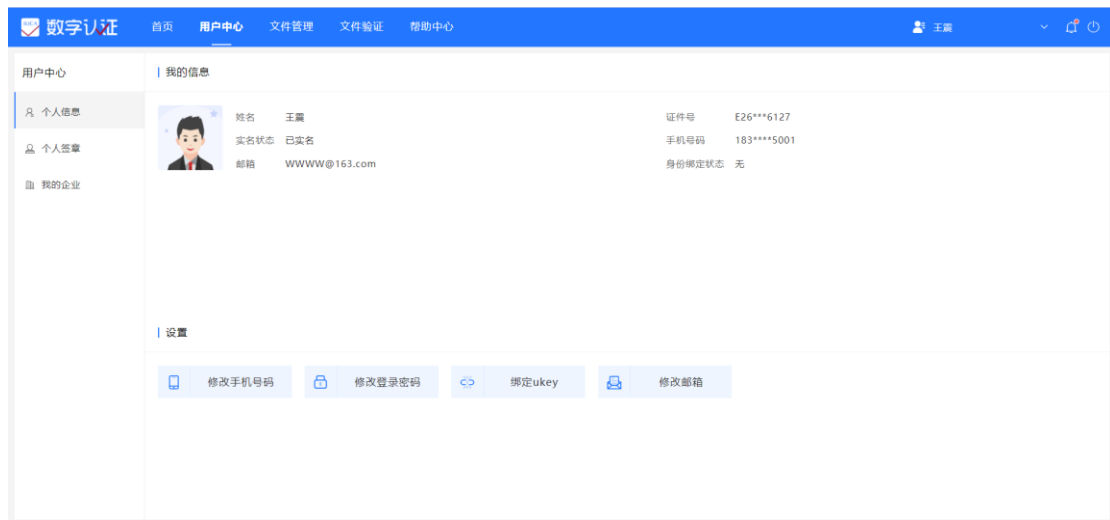 数字认证 首页 用户中心 文件管理 文件验证 帮助中心 王震
用户中心
我的信息
个人信息
个人签章
我的企业
姓名 王震 证件号 E26***6127
实名状态 已实名 手机号码 183****5001
邮箱 WWWW@163.com 身份绑定状态 无
设置
修改手机号码 修改登录密码 绑定ukey 修改邮箱